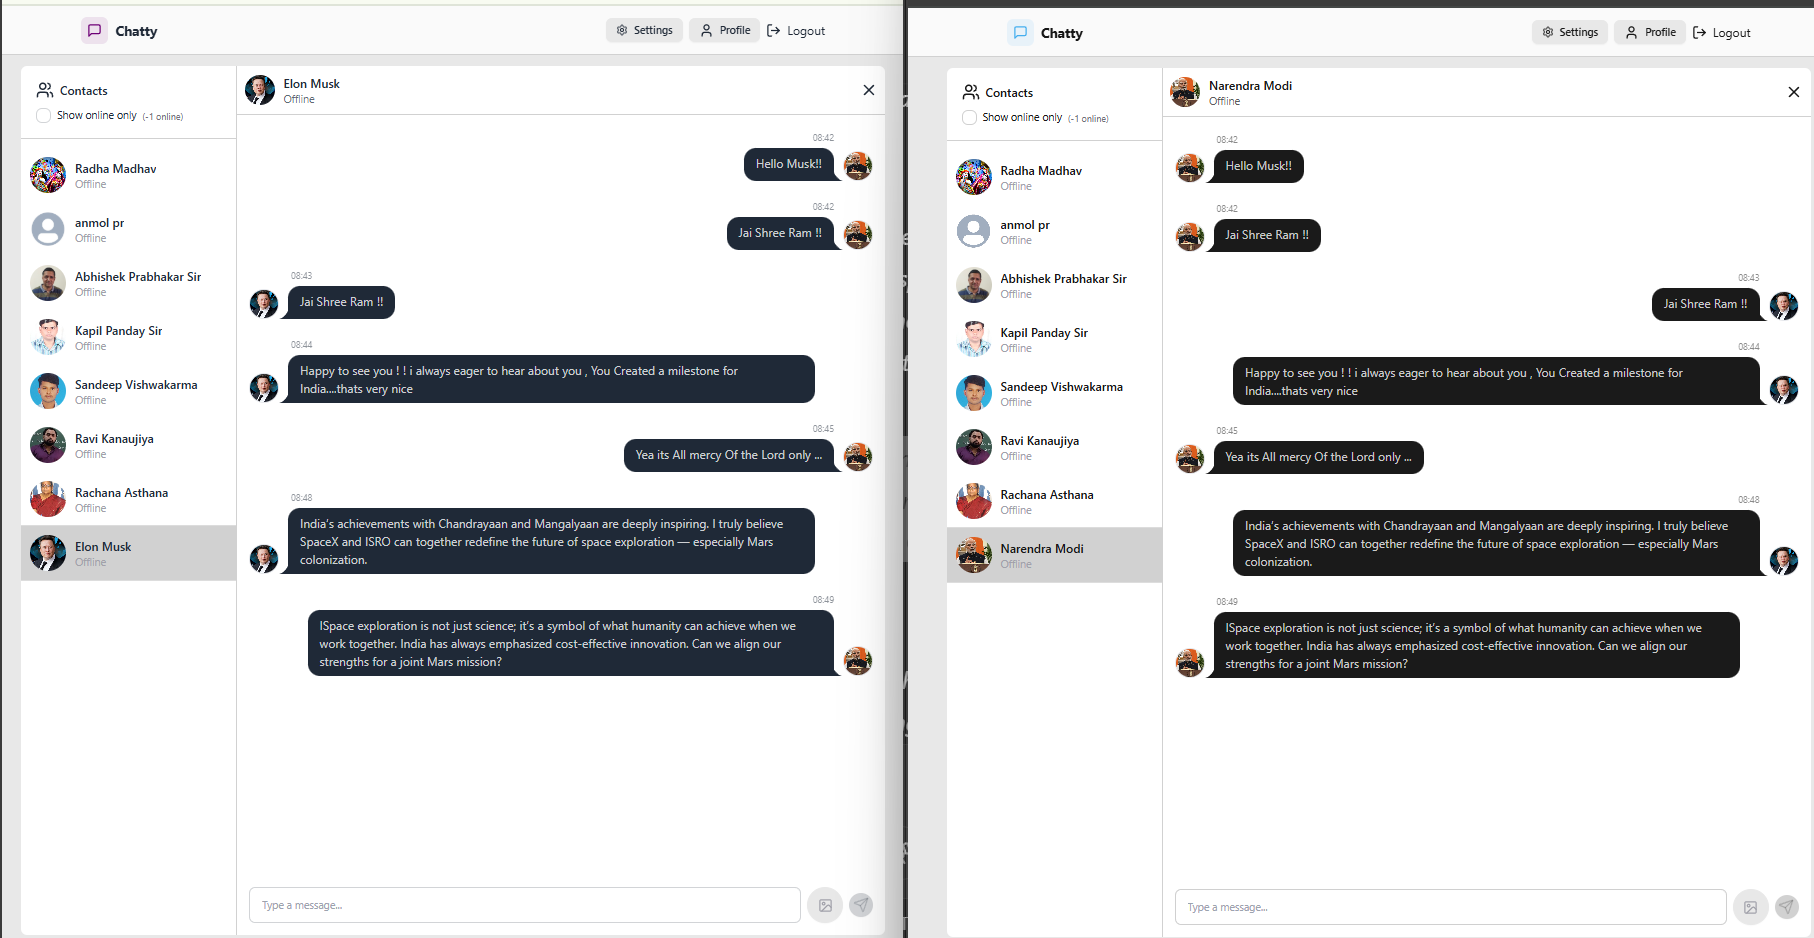 Chatty
Settings
Profile
Logout
Contacts
Show online only (-1 online)
Radha Madhav
Offline
anmol pr
Offline
Abhishek Prabhakar Sir
Offline
Kapil Panday Sir
Offline
Sandeep Vishwakarma
Offline
Ravi Kanaujiya
Offline
Rachana Asthana
Offline
Elon Musk
Offline
Elon Musk
Offline
08:42
Hello Musk!!
08:42
Jai Shree Ram !!
08:43
Jai Shree Ram !!
08:44
Happy to see you ! ! i always eager to hear about you , You Created a milestone for
India....thats very nice
08:45
Yea its All mercy Of the Lord only ...
08:48
India's achievements with Chandrayaan and Mangalyaan are deeply inspiring. I truly believe
SpaceX and ISRO can together redefine the future of space exploration — especially Mars
colonization.
08:49
ISpace exploration is not just science; it's a symbol of what humanity can achieve when we
work together. India has always emphasized cost-effective innovation. Can we align our
strengths for a joint Mars mission?
Type a message...
Chatty
Settings
Profile
Logout
Contacts
Show online only (-1 online)
Radha Madhav
Offline
anmol pr
Offline
Abhishek Prabhakar Sir
Offline
Kapil Panday Sir
Offline
Sandeep Vishwakarma
Offline
Ravi Kanaujiya
Offline
Rachana Asthana
Offline
Narendra Modi
Offline
Narendra Modi
Offline
08:42
Hello Musk!!
08:42
Jai Shree Ram !!
08:43
Jai Shree Ram !!
08:44
Happy to see you ! ! i always eager to hear about you , You Created a milestone for
India....thats very nice
08:45
Yea its All mercy Of the Lord only ...
08:48
India's achievements with Chandrayaan and Mangalyaan are deeply inspiring. I truly believe
SpaceX and ISRO can together redefine the future of space exploration — especially Mars
colonization.
08:49
ISpace exploration is not just science; it's a symbol of what humanity can achieve when we
work together. India has always emphasized cost-effective innovation. Can we align our
strengths for a joint Mars mission?
Type a message...